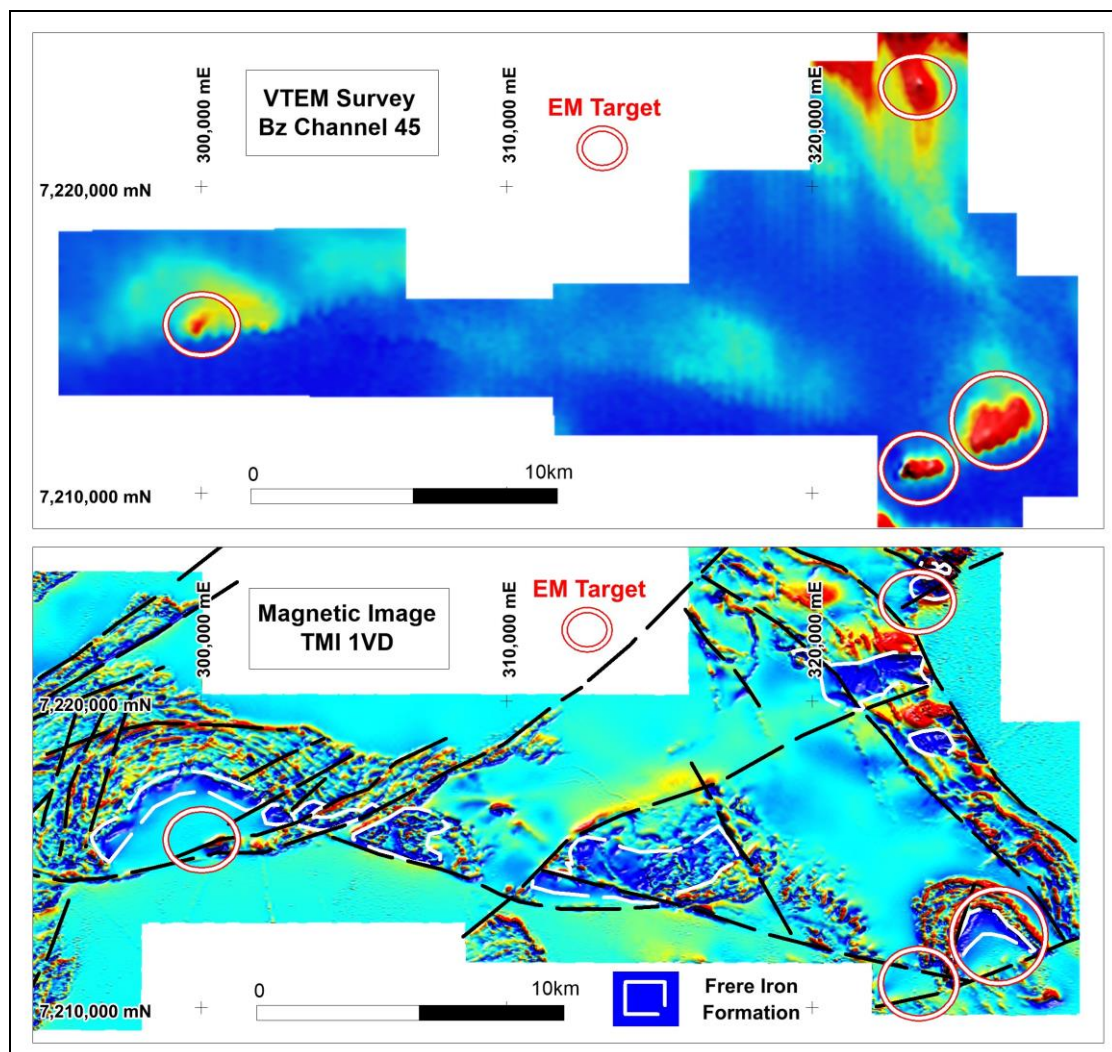 300,000 mE
VTEM Survey
Bz Channel 45
310,000 mE
EM Target
320,000 mE
7,220,000 mN
0
10km
7,210,000 mN
300,000 mE
Magnetic Image
TMI 1VD
310,000 mE
EM Target
320,000 mE
7,220,000 mN
0
10km
7,210,000 mN
Frere Iron
Formation